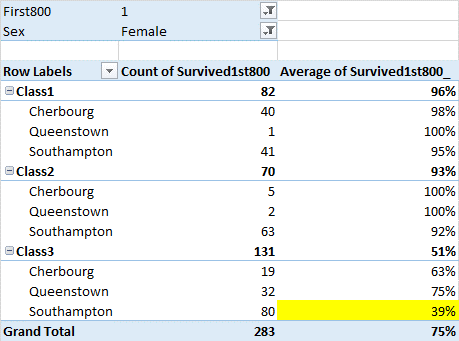 First800 1
Sex Female
Row Labels Count of Survived1st800 Average of Survived1st800_
Class1 82 96%
Cherbourg 40 98%
Queenstown 1 100%
Southampton 41 95%
Class2 70 93%
Cherbourg 5 100%
Queenstown 2 100%
Southampton 63 92%
Class3 131 51%
Cherbourg 19 63%
Queenstown 32 75%
Southampton 80 39%
Grand Total 283 75%